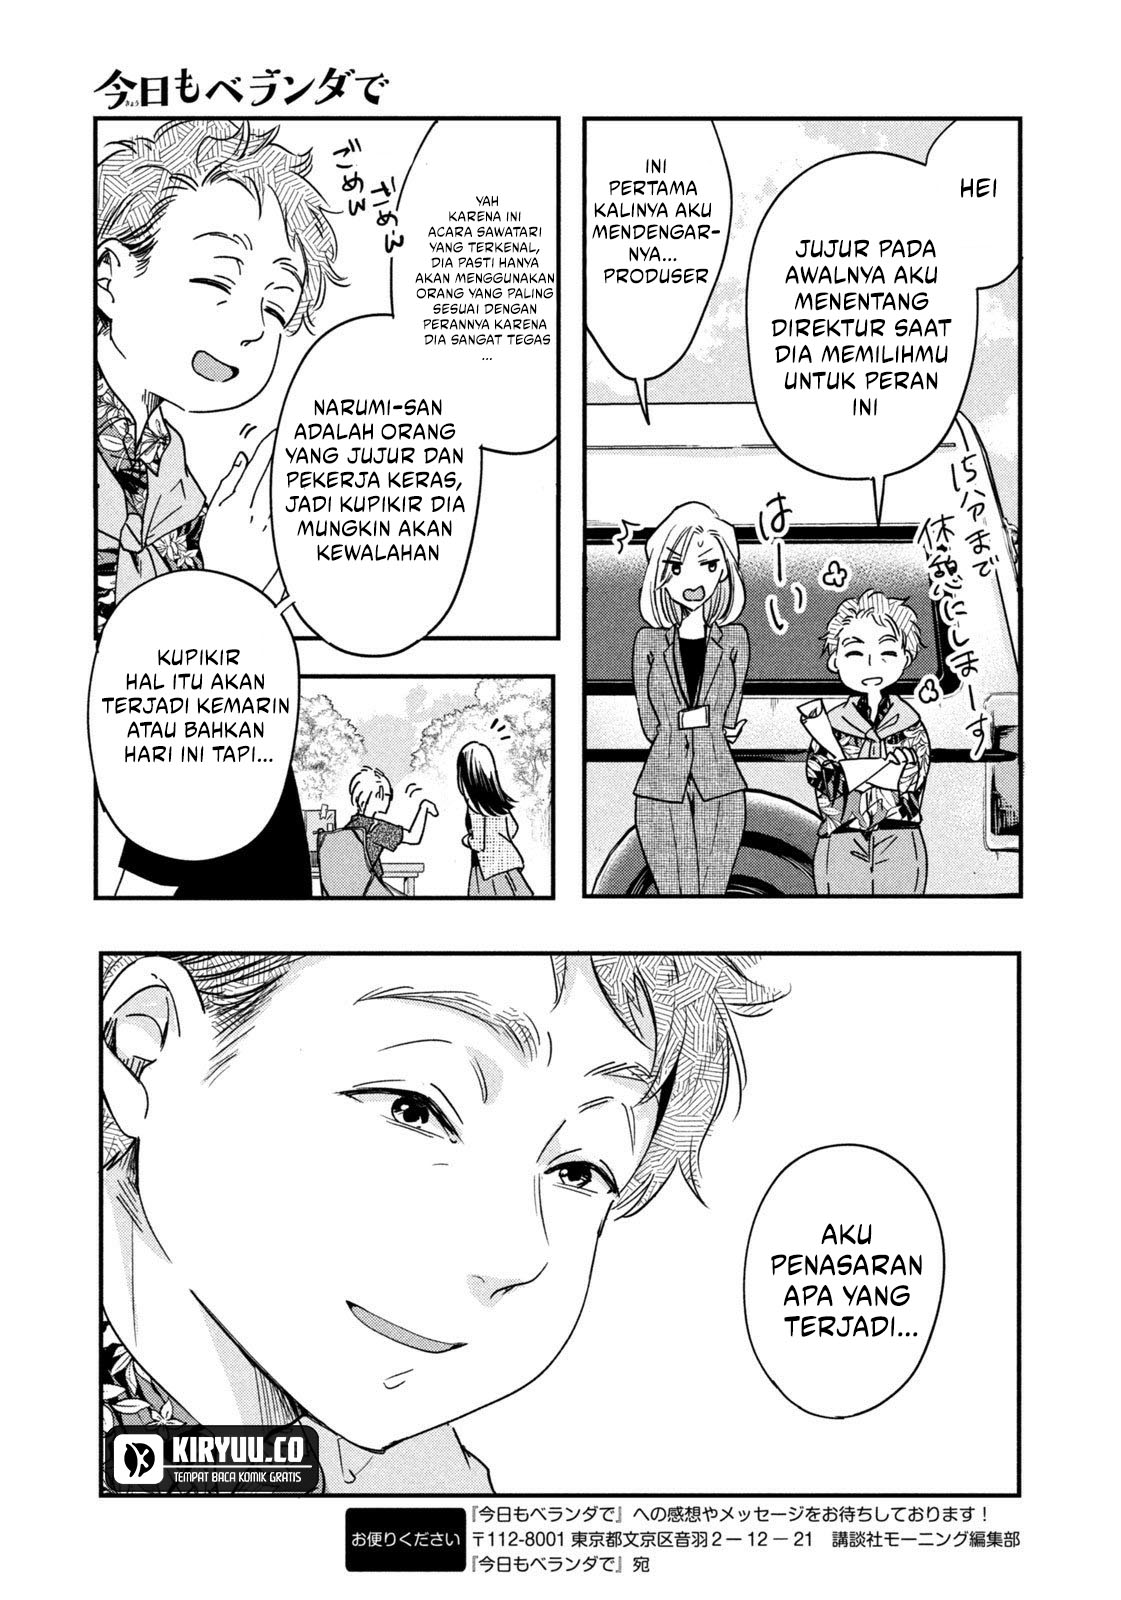 今日もベランダで
きょう
HEI
JUJUR PADA
AWALNYA AKU
MENENTANG
DIREKTUR SAAT
DIA MEMILIHMU
UNTUK PERAN
INI
INI
PERTAMA
KALINYA AKU
MENDENGAR-
NYA...
PRODUSER
15分まで
休憩にしまーす
はーい
YAH
KARENA INI
ACARA SAWATARI
YANG TERKENAL,
DIA PASTI HANYA
AKAN MENGGUNAKAN
ORANG YANG PALING
SESUAI DENGAN
PERANNYA KARENA
DIA SANGAT TEGAS
...
NARUMI-SAN
ADALAH ORANG
YANG JUJUR DAN
PEKERJA KERAS,
JADI KUPIKIR DIA
MUNGKIN AKAN
KEWALAHAN
KUPIKIR
HAL ITU AKAN
TERJADI KEMARIN
ATAU BAHKAN
HARI INI TAPI...
AKU
PENASARAN
APA YANG
TERJADI...
KIRYUU.CO
TEMPAT BACA KOMIK GRATIS
お便りください
『今日もベランダで』への感想やメッセージをお待ちしております！
〒112-8001 東京都文京区音羽2－12－21　講談社モーニング編集部
『今日もベランダで』宛